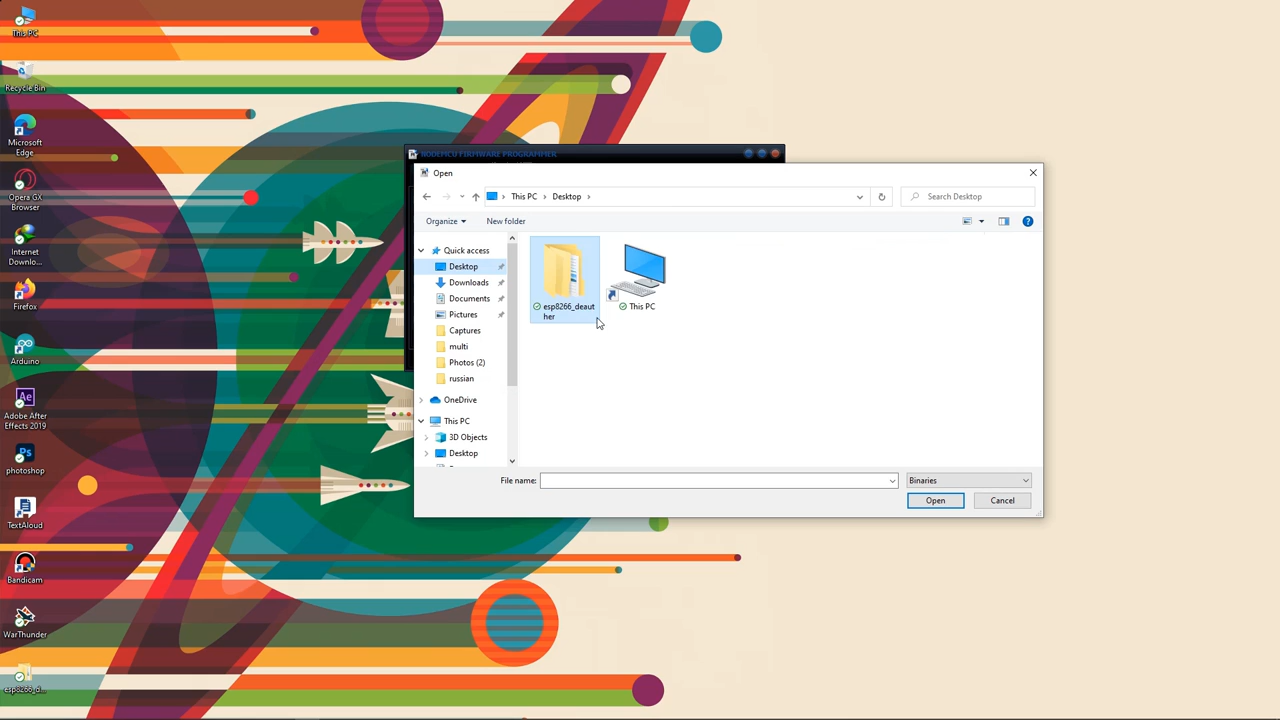 This PC
Recycle Bin
Microsoft
Edge
Opera GX
Browser
Internet
Downlo...
Firefox
Arduino
Adobe After
Effects 2019
photoshop
TextAloud
Bandicam
WarThunder
esp8266_d...
NODEMCU FIRMWARE PROGRAMMER
Open
This PC > Desktop >
Search Desktop
Organize
New folder
Quick access
Desktop
Downloads
Documents
Pictures
Captures
multi
Photos (2)
russian
OneDrive
This PC
3D Objects
Desktop
esp8266_deaut
her
This PC
File name:
Binaries
Open
Cancel